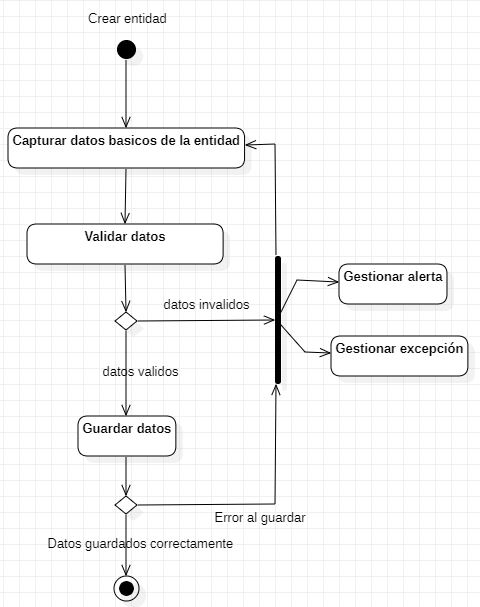 Crear entidad
Capturar datos basicos de la entidad
Validar datos
datos invalidos
Gestionar alerta
Gestionar excepción
datos validos
Guardar datos
Error al guardar
Datos guardados correctamente